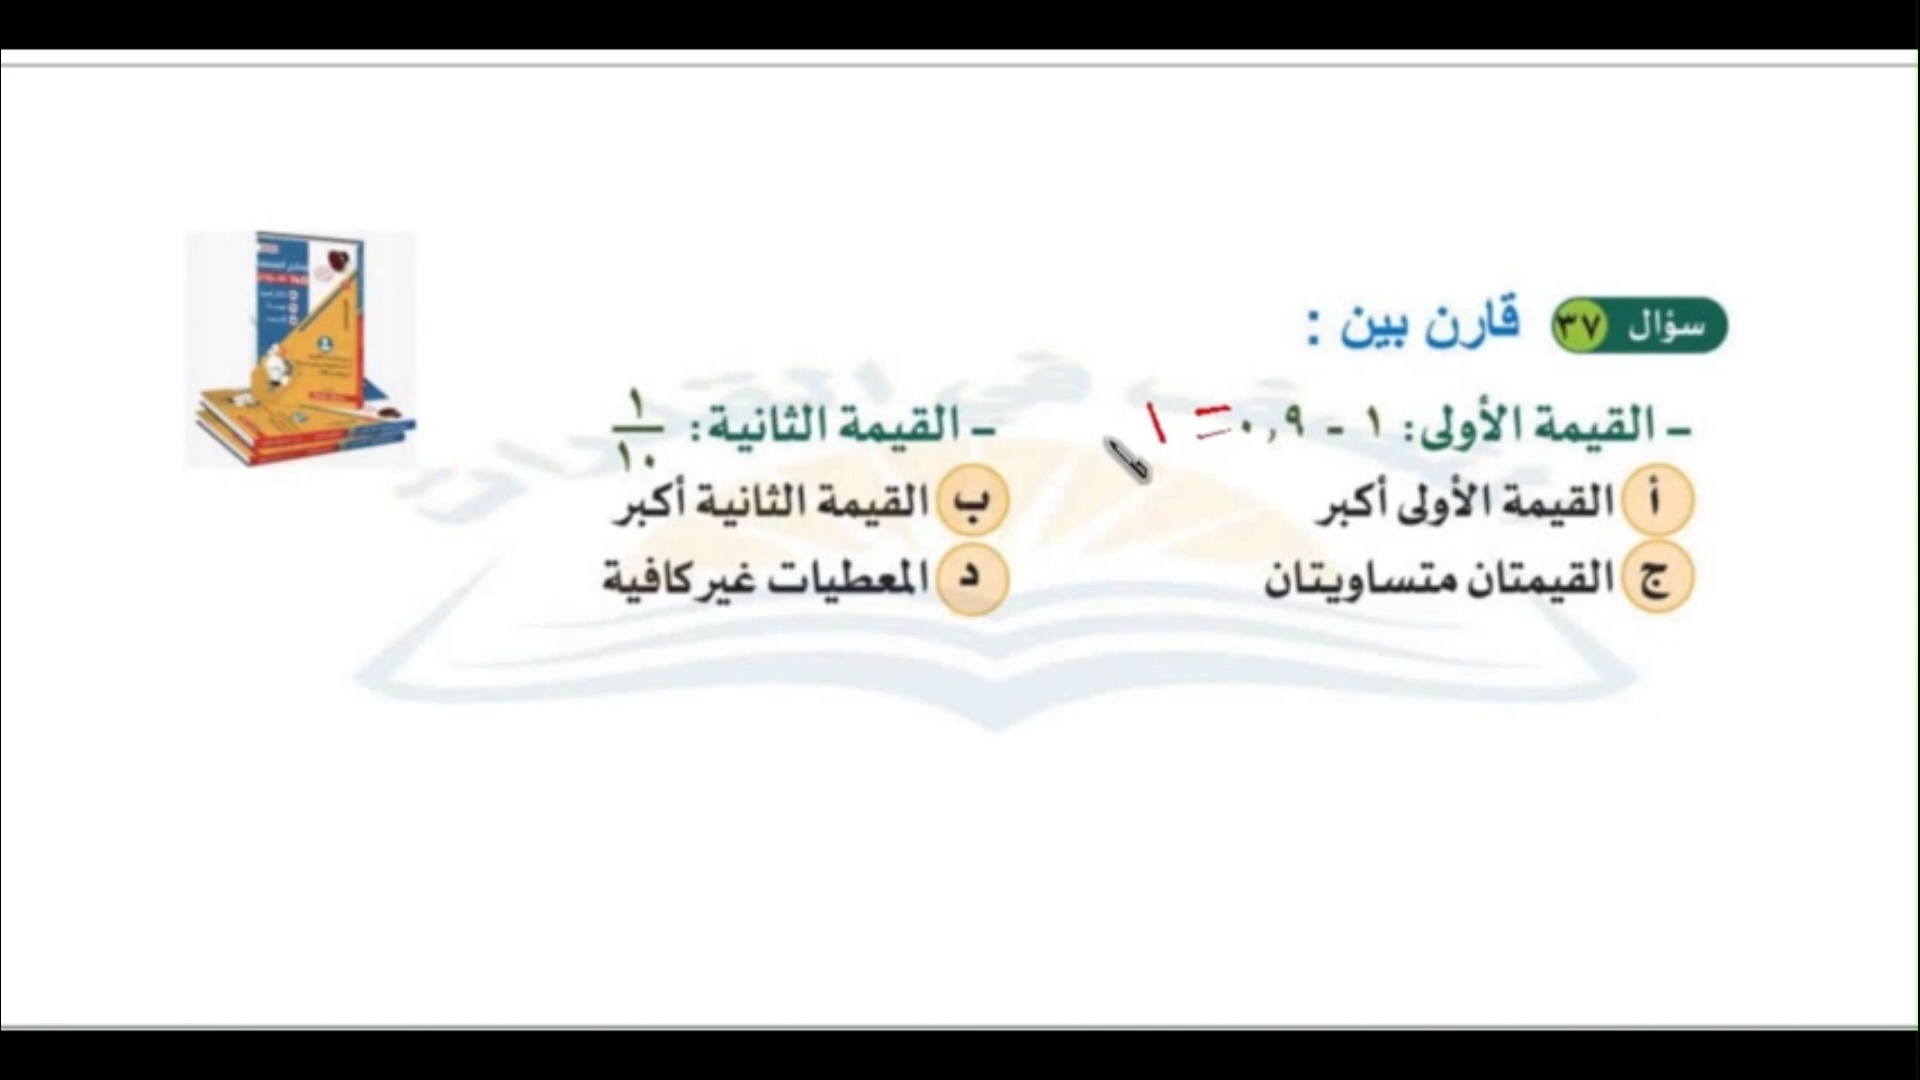 سؤال ٣٧ قارن بين :
- القيمة الأولى: ١ - ٠,٩ = ١
- القيمة الثانية: ١/١٠
أ القيمة الأولى أكبر
ب القيمة الثانية أكبر
ج القيمتان متساويتان
د المعطيات غير كافية